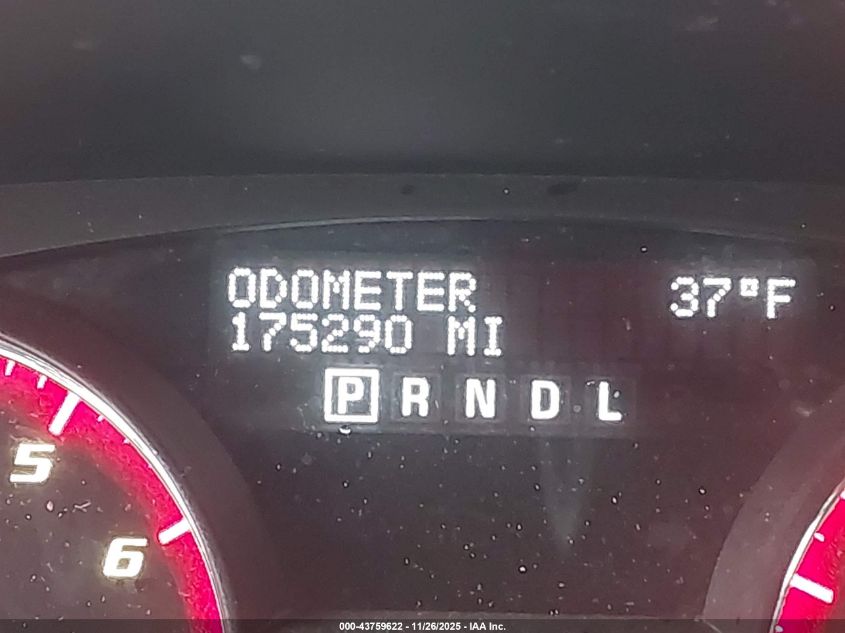 ODOMETER 37°F
175290 MI
P R N D L
5
6
000-43759622 - 11/26/2025 - IAA Inc.